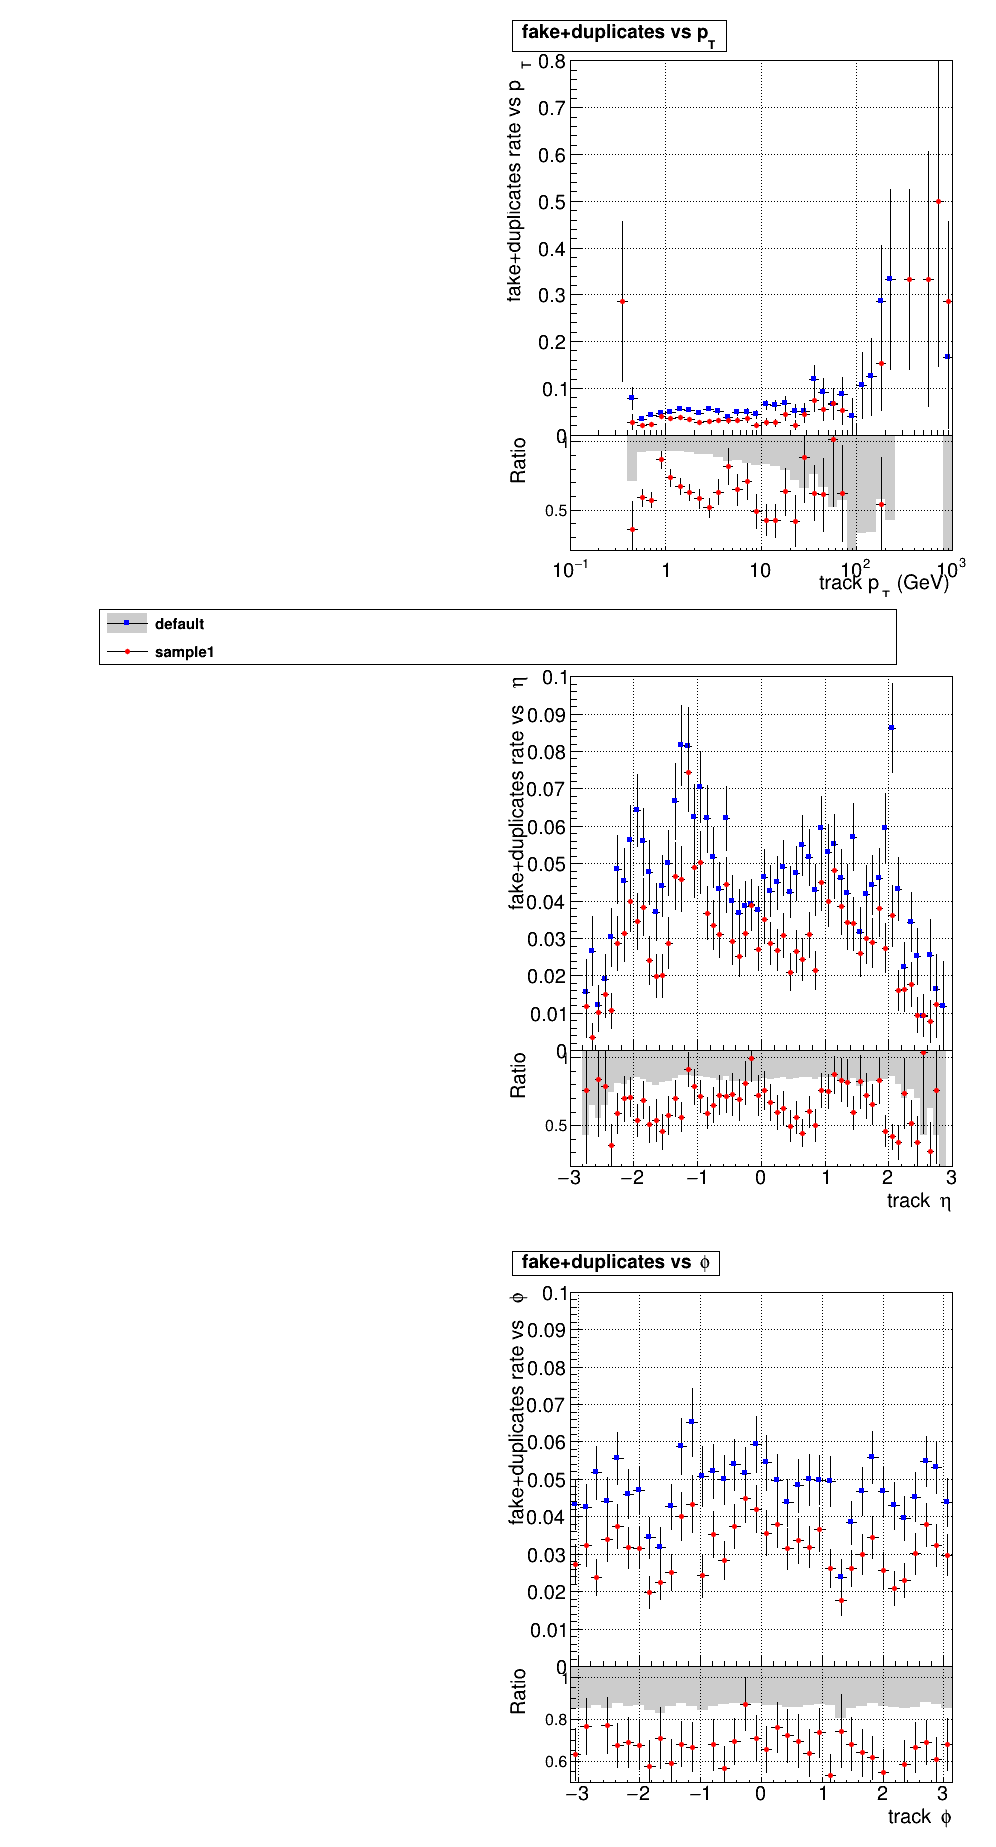 fake+duplicates vs p_T
fake+duplicates rate vs p_T
0.8
0.7
0.6
0.5
0.4
0.3
0.2
0.1
0
Ratio
1
0.5
10⁻¹ 1 10 10² 10³
track p_T (GeV)
default
sample1
fake+duplicates rate vs η
0.1
0.09
0.08
0.07
0.06
0.05
0.04
0.03
0.02
0.01
0
Ratio
1
0.5
−3 −2 −1 0 1 2 3
track η
fake+duplicates vs ϕ
fake+duplicates rate vs ϕ
0.1
0.09
0.08
0.07
0.06
0.05
0.04
0.03
0.02
0.01
0
Ratio
1
0.8
0.6
−3 −2 −1 0 1 2 3
track ϕ